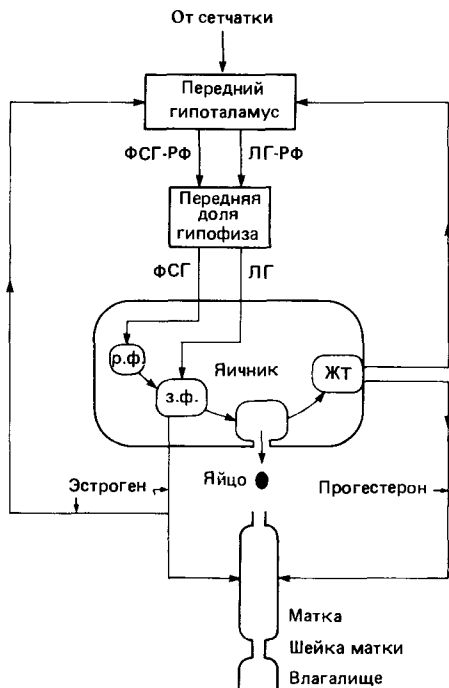 От сетчатки
Передний
гипоталамус
ФСГ-РФ
ЛГ-РФ
Передняя
доля
гипофиза
ФСГ
ЛГ
р.ф.
Яичник
ЖТ
з.ф.
Эстроген
Яйцо
Прогестерон
Матка
Шейка матки
Влагалище